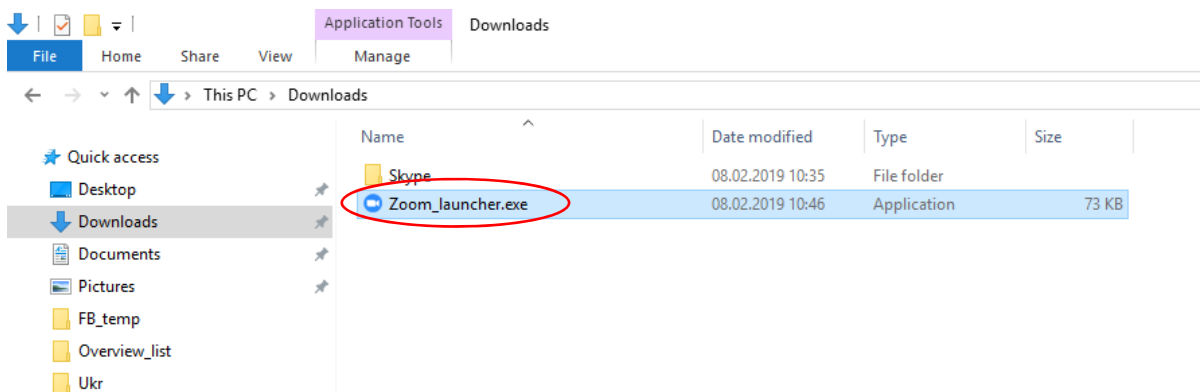 Application Tools Downloads
File Home Share View Manage
This PC Downloads
Name Date modified Type Size
Quick access
Skype 08.02.2019 10:35 File folder
Desktop
Zoom_launcher.exe 08.02.2019 10:46 Application 73 KB
Downloads
Documents
Pictures
FB_temp
Overview_list
Ukr